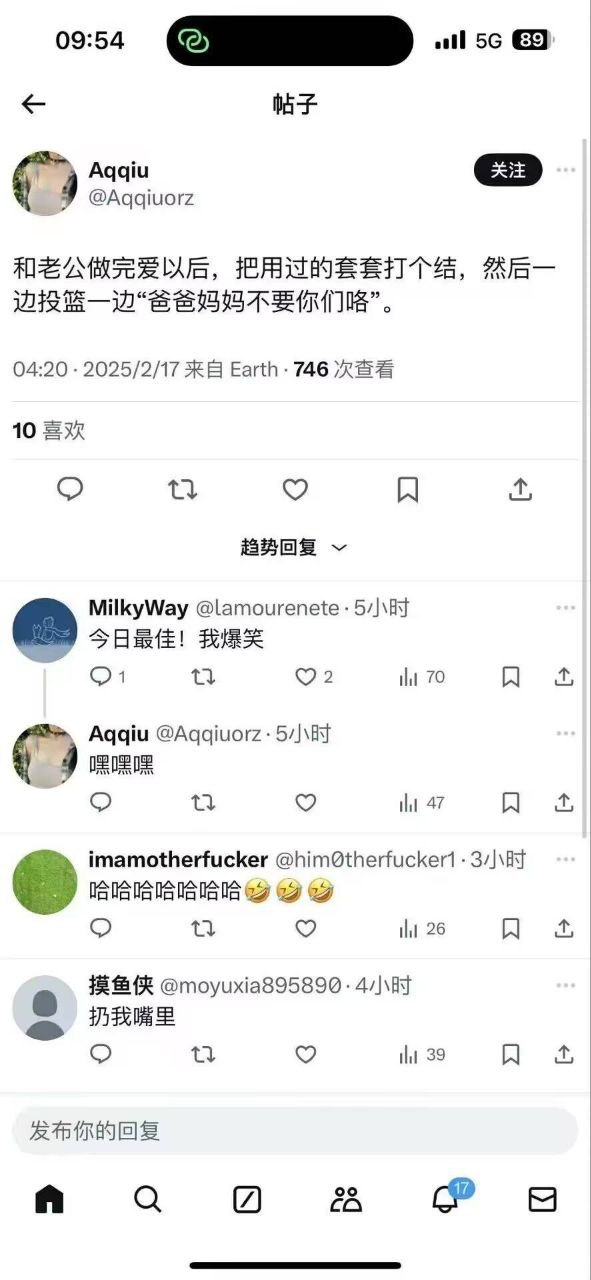 09:54
5G
89
帖子
Aqqiu
关注
@Aqqiuorz
和老公做完爱以后，把用过的套套打个结，然后一
边投篮一边“爸爸妈妈不要你们咯”。
04:20 · 2025/2/17 来自 Earth · 746 次查看
10 喜欢
趋势回复
MilkyWay @lamourenete · 5小时
今日最佳！我爆笑
1
2
70
Aqqiu @Aqqiuorz · 5小时
嘿嘿嘿
47
imamotherfucker @him0therfucker1 · 3小时
哈哈哈哈哈哈哈🤣🤣🤣
26
摸鱼侠 @moyuxia895890 · 4小时
扔我嘴里
39
发布你的回复
17